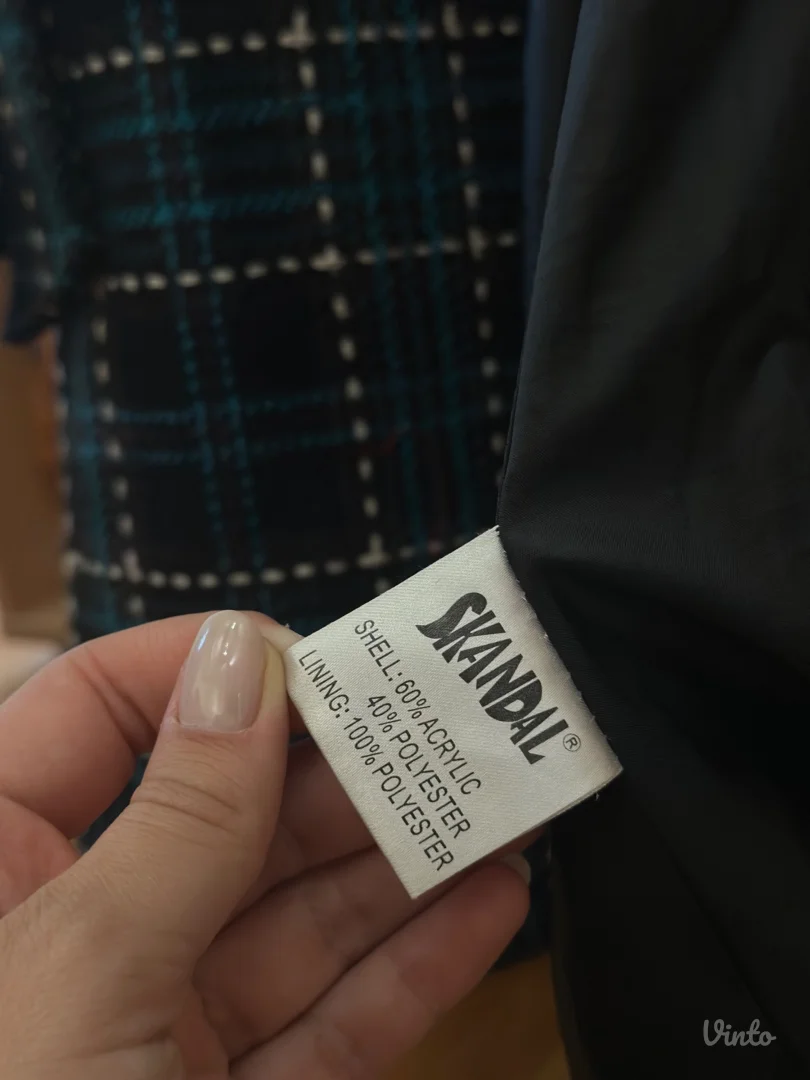 SKANDAL®
SHELL: 60% ACRYLIC
40% POLYESTER
LINING: 100% POLYESTER
Vinto